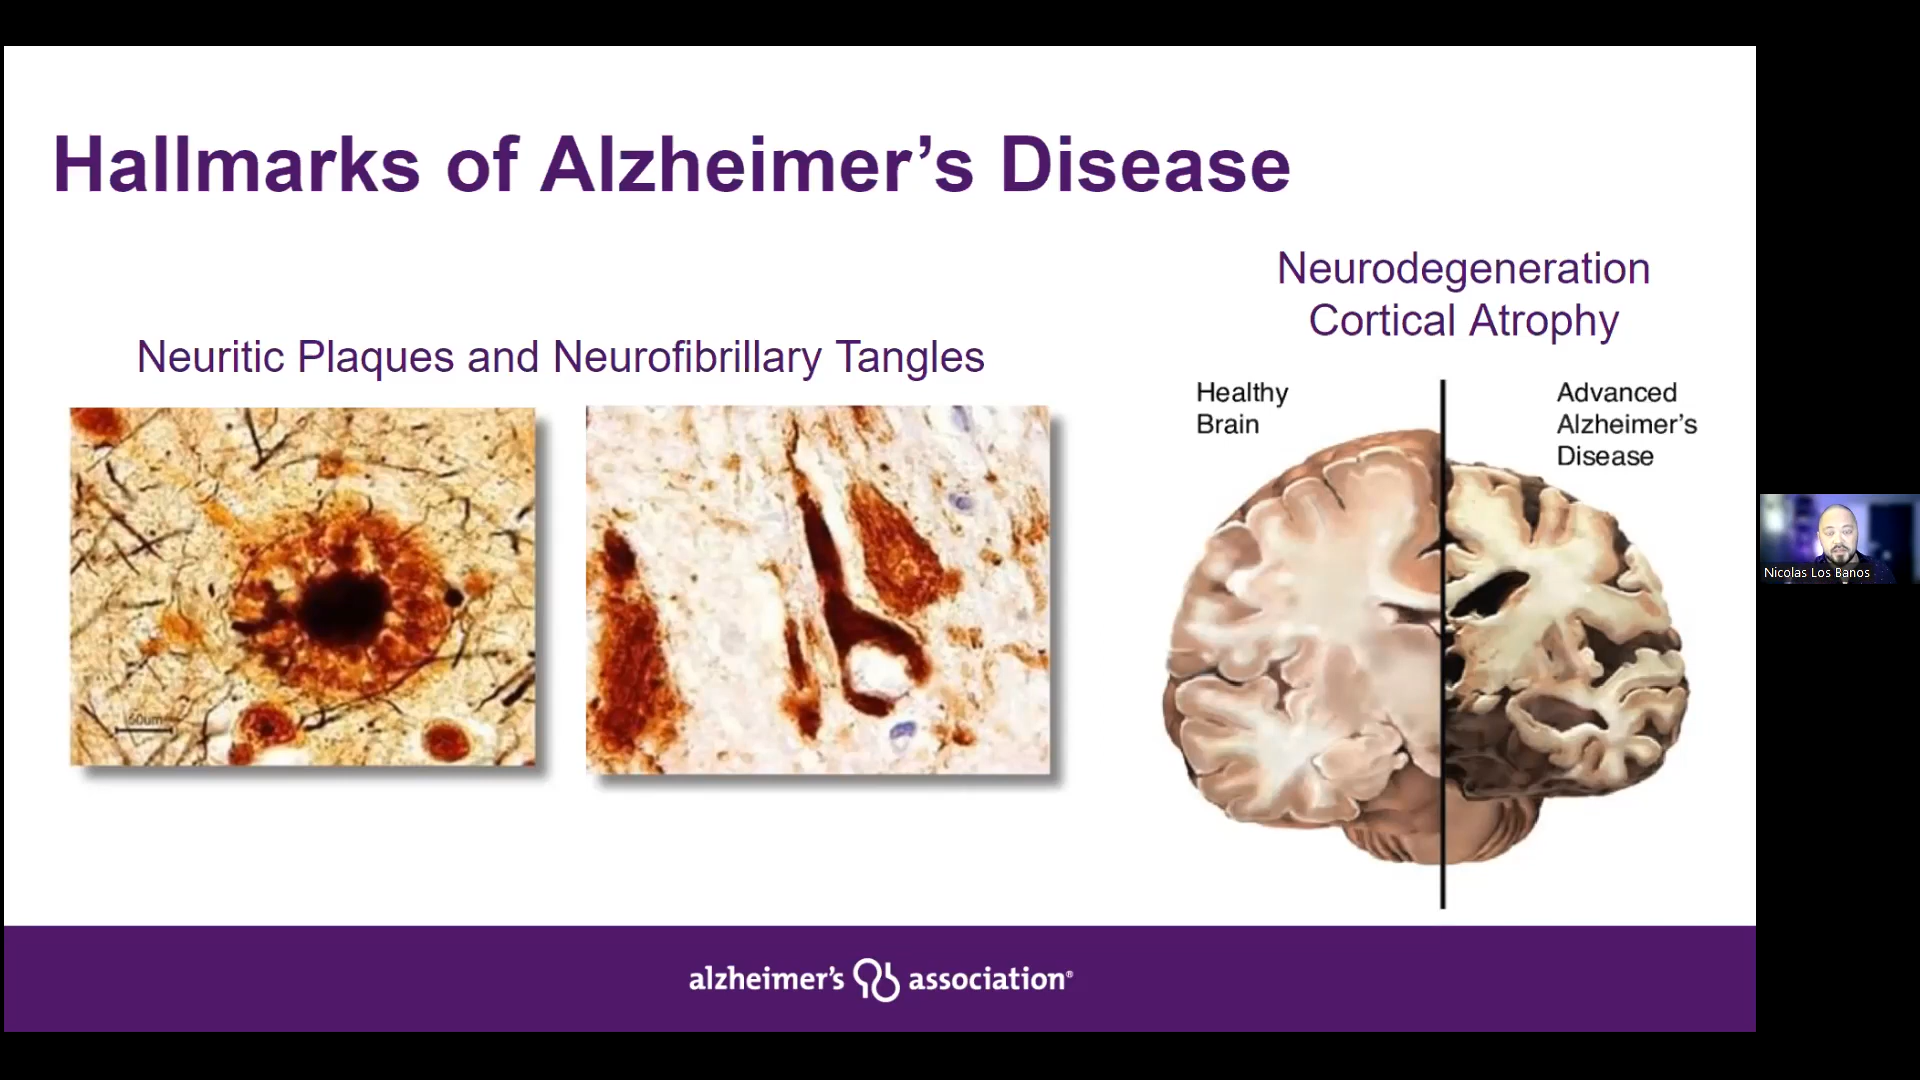 Hallmarks of Alzheimer’s Disease
Neurodegeneration
Cortical Atrophy
Neuritic Plaques and Neurofibrillary Tangles
Healthy
Brain
Advanced
Alzheimer’s
Disease
50um
Nicolas Los Banos
alzheimer’s association®